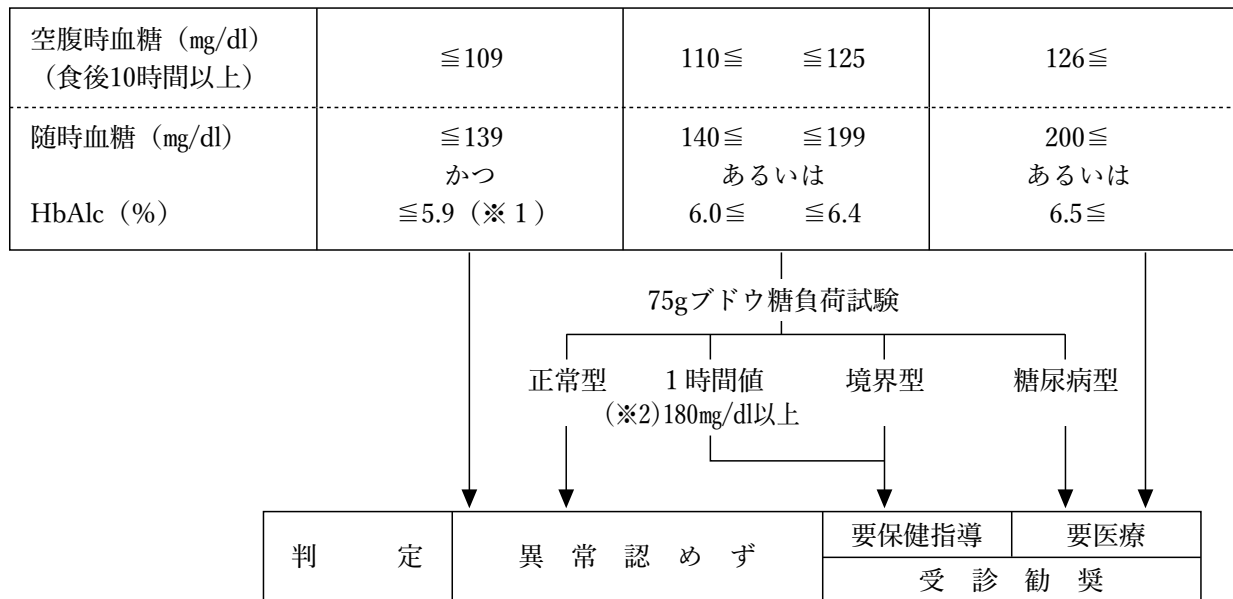 空腹時血糖（㎎/dl） ≦109 110≦ ≦125 126≦
（食後10時間以上）
随時血糖（㎎/dl） ≦139 140≦ ≦199 200≦
かつ あるいは あるいは
HbAlc（%） ≦5.9（※１） 6.0≦ ≦6.4 6.5≦
75gブドウ糖負荷試験
正常型 １時間値 境界型 糖尿病型
(※2)180㎎/dl以上
判定 異常認めず 要保健指導 要医療
受診勧奨